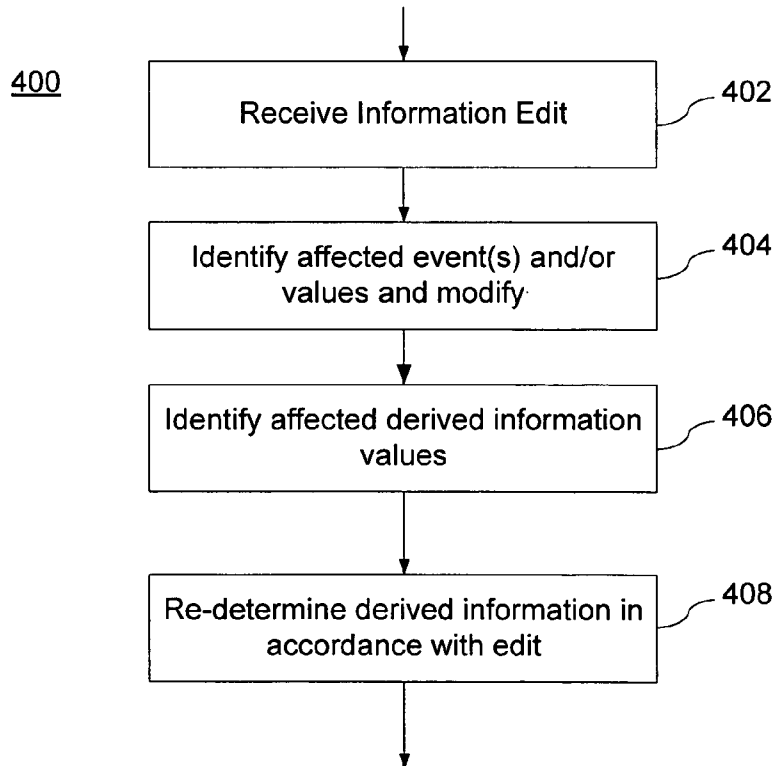 400
Receive Information Edit
402
Identify affected event(s) and/or
values and modify
404
Identify affected derived information
values
406
Re-determine derived information in
accordance with edit
408